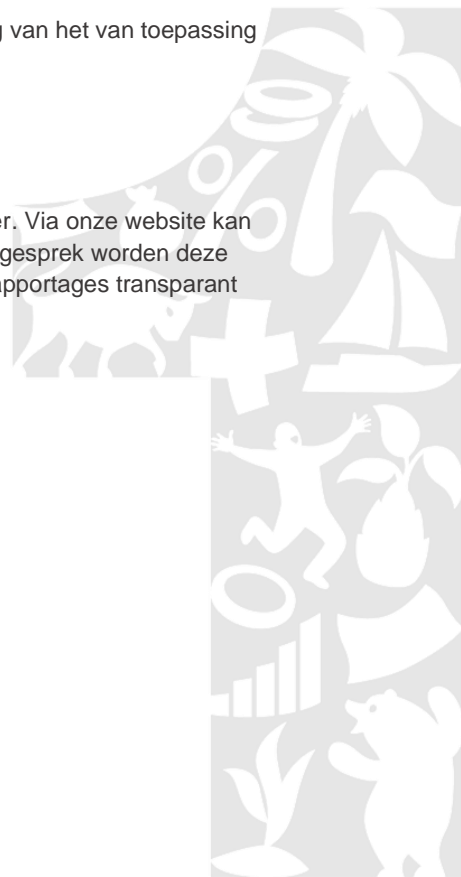 van het van toepassing
er. Via onze website kan
gesprek worden deze
apportages transparant